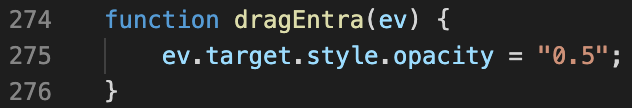 274 function dragEntra(ev) {
275 ev.target.style.opacity = "0.5";
276 }